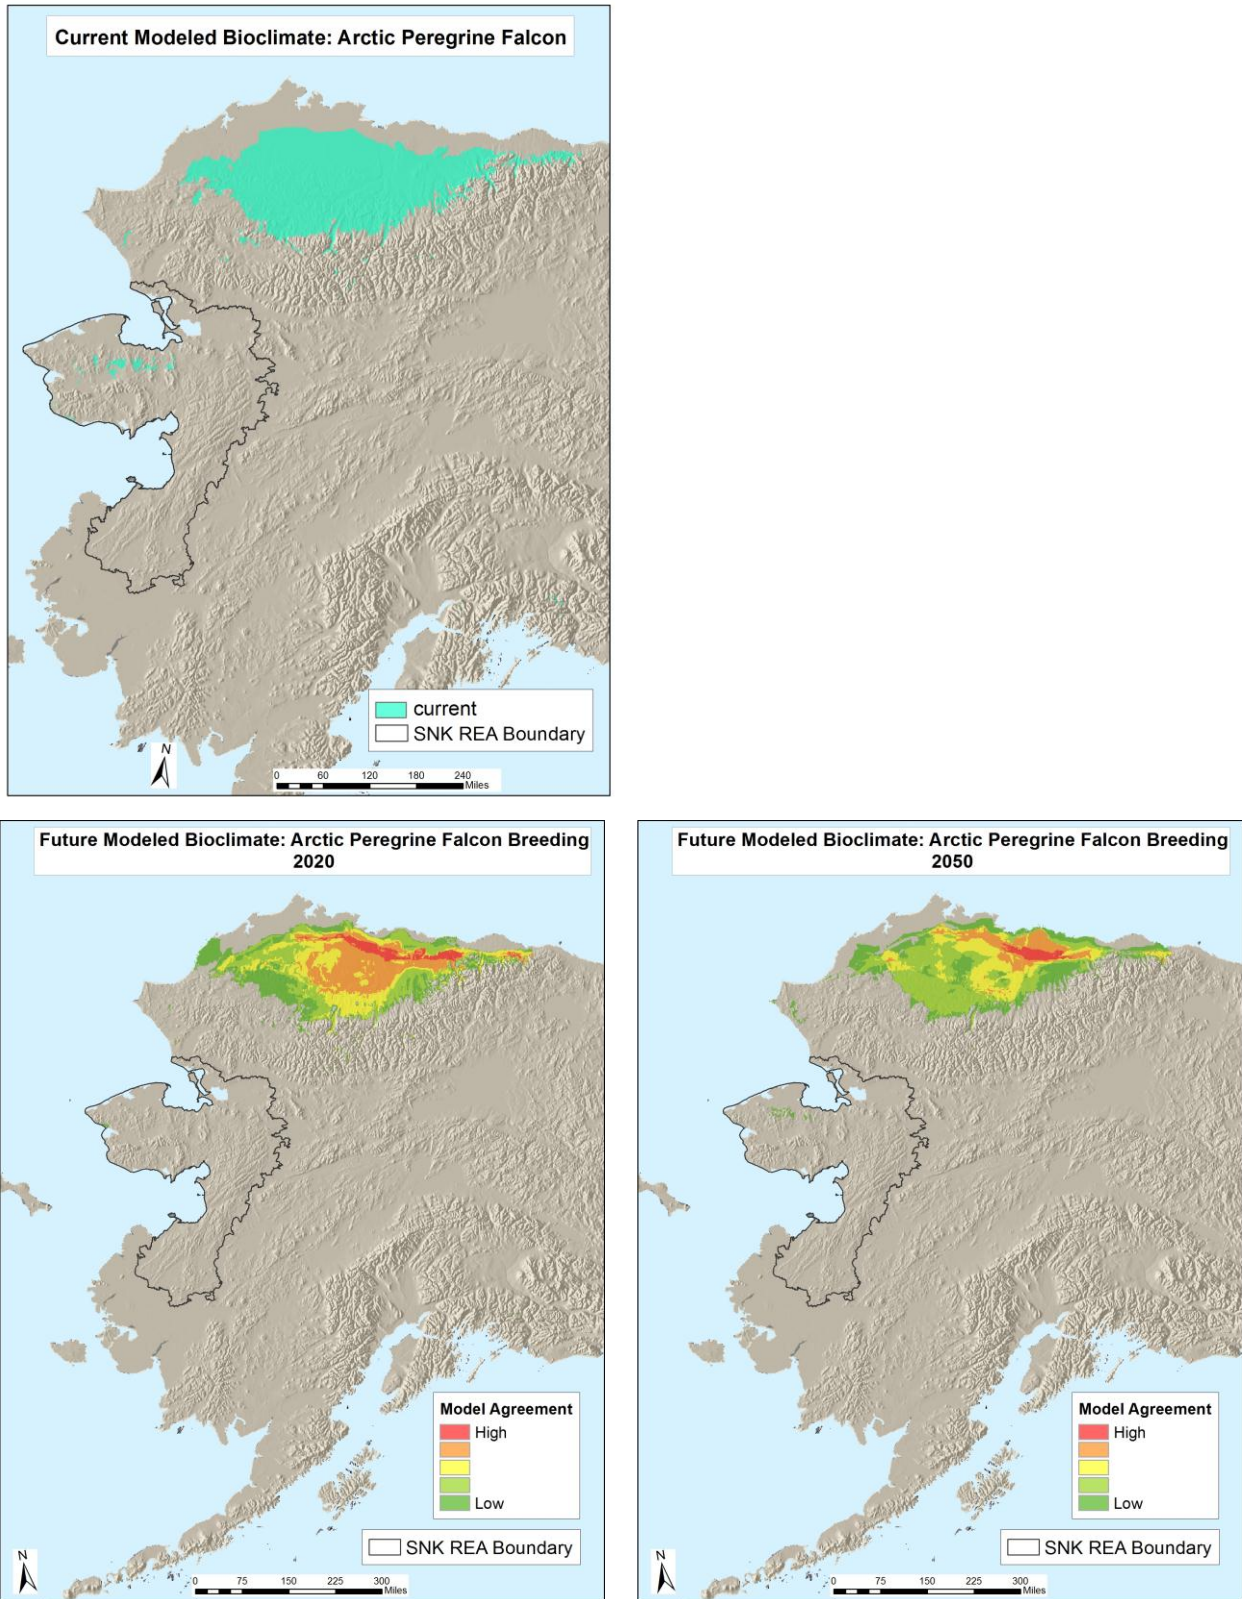 Current Modeled Bioclimate: Arctic Peregrine Falcon
current
SNK REA Boundary
N
0 60 120 180 240
Miles
Future Modeled Bioclimate: Arctic Peregrine Falcon Breeding
2020
Model Agreement
High
Low
SNK REA Boundary
N
0 75 150 225 300
Miles
Future Modeled Bioclimate: Arctic Peregrine Falcon Breeding
2050
Model Agreement
High
Low
SNK REA Boundary
N
0 75 150 225 300
Miles